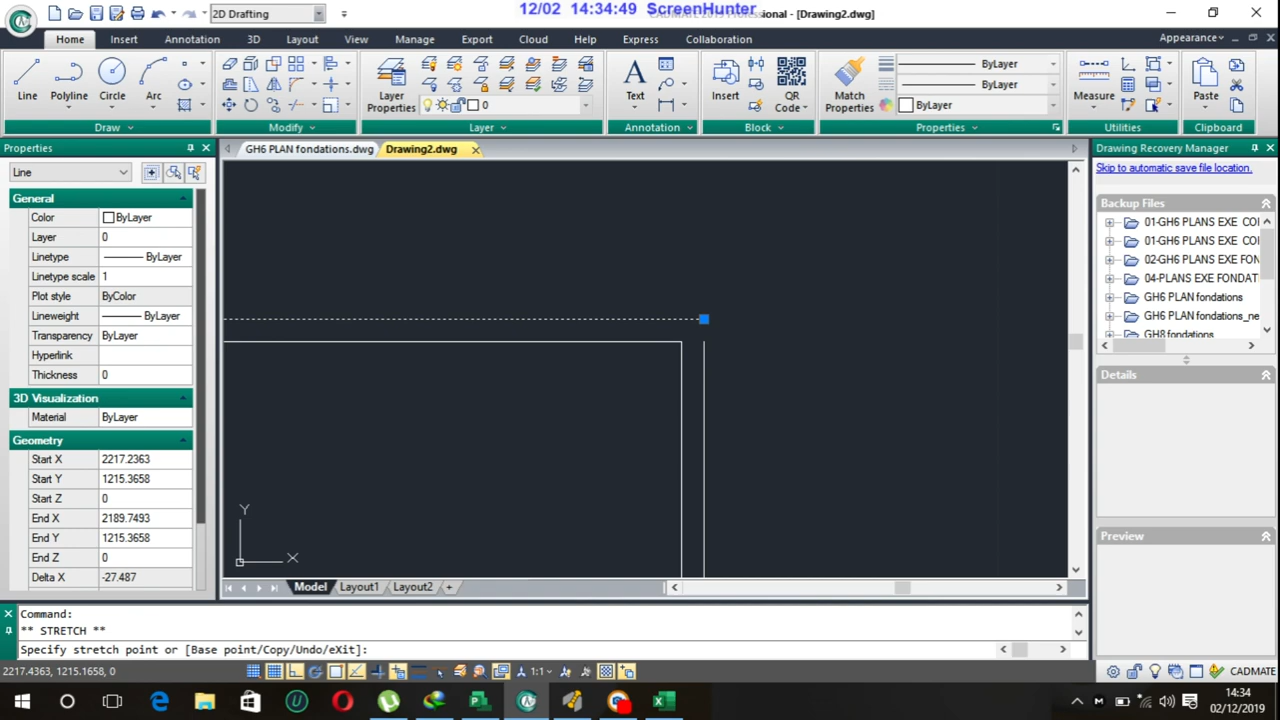 12/02 14:34:49 ScreenHunter
2D Drafting
sional - [Drawing2.dwg]
Home Insert Annotation 3D Layout View Manage Export Cloud Help Express Collaboration
Appearance
Line Polyline Circle Arc
Layer Properties
0
Text
Insert
QR Code
Match Properties
ByLayer
ByLayer
ByLayer
Measure
Paste
Draw Modify Layer Annotation Block Properties Utilities Clipboard
Properties
GH6 PLAN fondations.dwg Drawing2.dwg
Drawing Recovery Manager
Line
Skip to automatic save file location.
General
Color ByLayer
Layer 0
Linetype ByLayer
Linetype scale 1
Plot style ByColor
Lineweight ByLayer
Transparency ByLayer
Hyperlink
Thickness 0
3D Visualization
Material ByLayer
Geometry
Start X 2217.2363
Start Y 1215.3658
Start Z 0
End X 2189.7493
End Y 1215.3658
End Z 0
Delta X -27.487
Y
X
Backup Files
01-GH6 PLANS EXE COI
01-GH6 PLANS EXE COI
02-GH6 PLANS EXE FON
04-PLANS EXE FONDAT
GH6 PLAN fondations
GH6 PLAN fondations_ne
GH8 fondations
Details
Preview
Model Layout1 Layout2 +
Command:
** STRETCH **
Specify stretch point or [Base point/Copy/Undo/eXit]:
2217.4363, 1215.1658, 0
1:1
CADMATE
14:34
02/12/2019